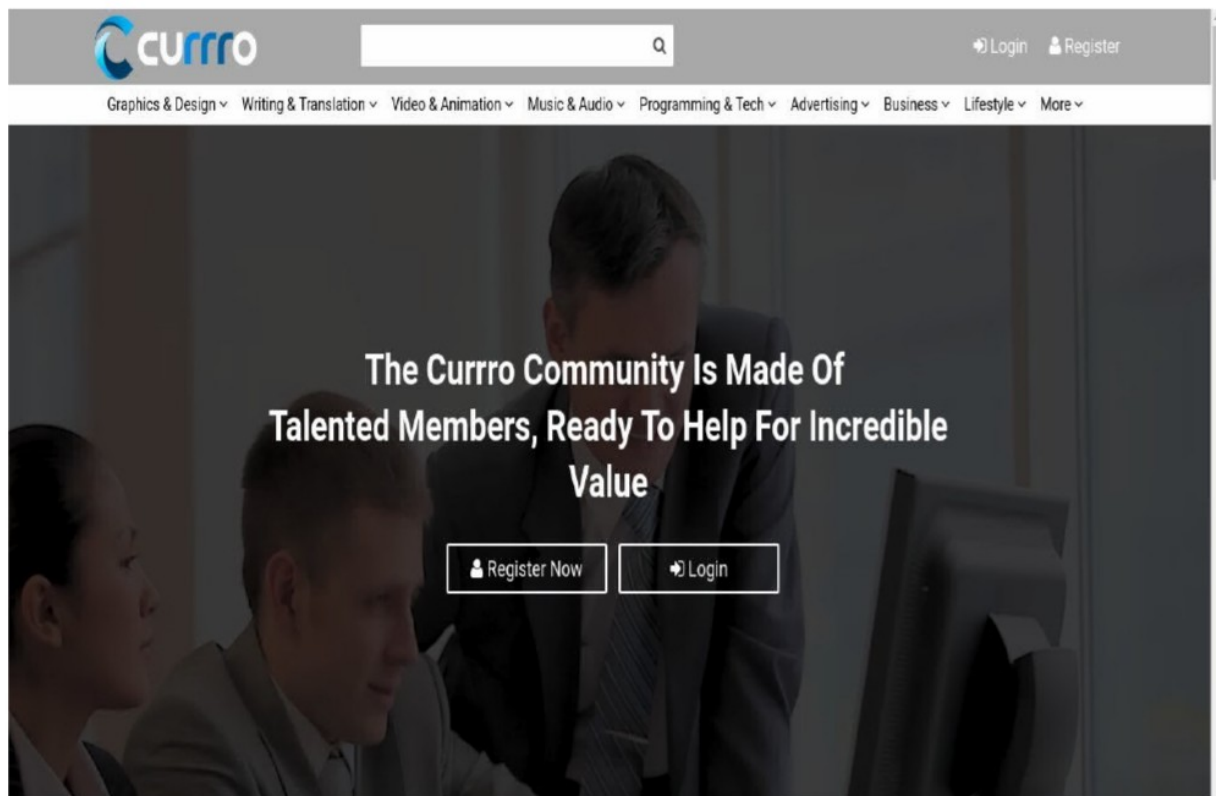 currro
Login Register
Graphics & Design Writing & Translation Video & Animation Music & Audio Programming & Tech Advertising Business Lifestyle More
The Currro Community Is Made Of
Talented Members, Ready To Help For Incredible
Value
Register Now Login